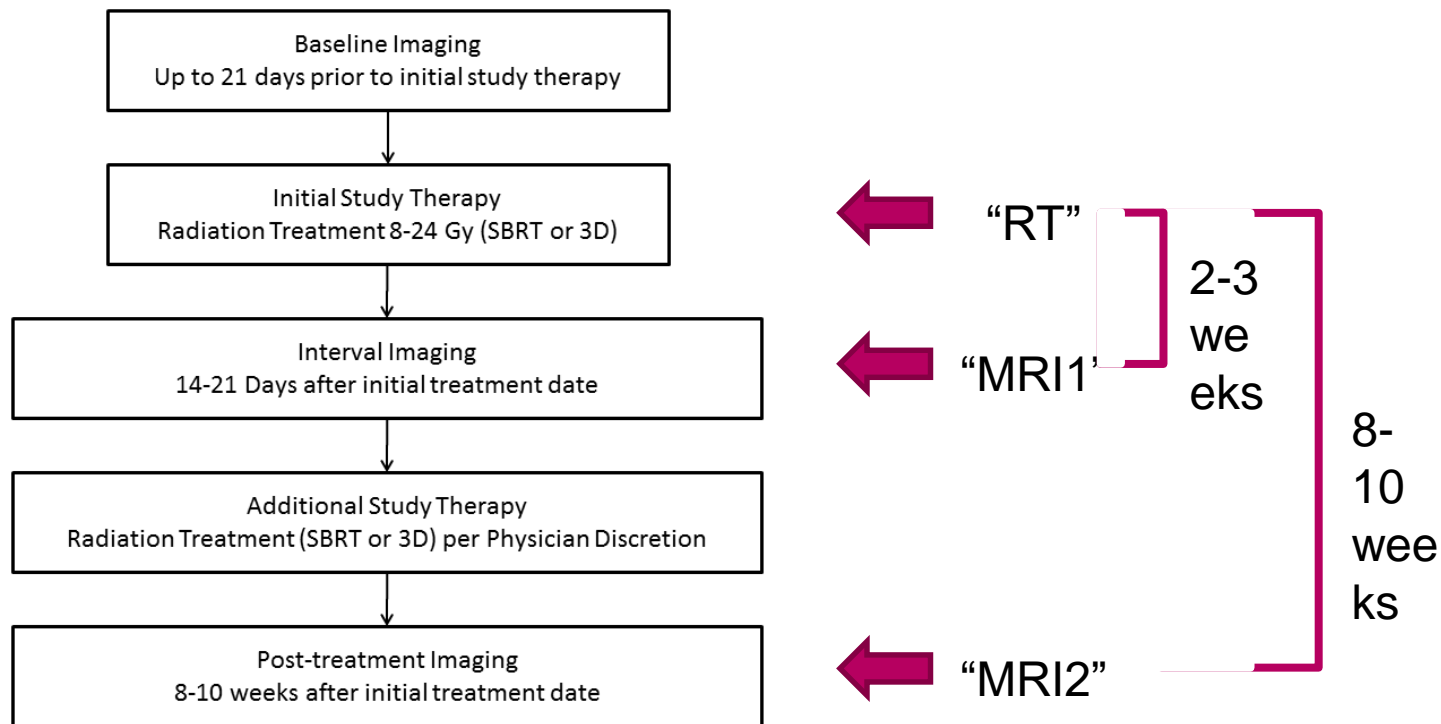 Baseline Imaging
Up to 21 days prior to initial study therapy
Initial Study Therapy
Radiation Treatment 8-24 Gy (SBRT or 3D)
Interval Imaging
14-21 Days after initial treatment date
Additional Study Therapy
Radiation Treatment (SBRT or 3D) per Physician Discretion
Post-treatment Imaging
8-10 weeks after initial treatment date
“RT”
“MRI1”
“MRI2”
2-3
we
eks
8-
10
wee
ks